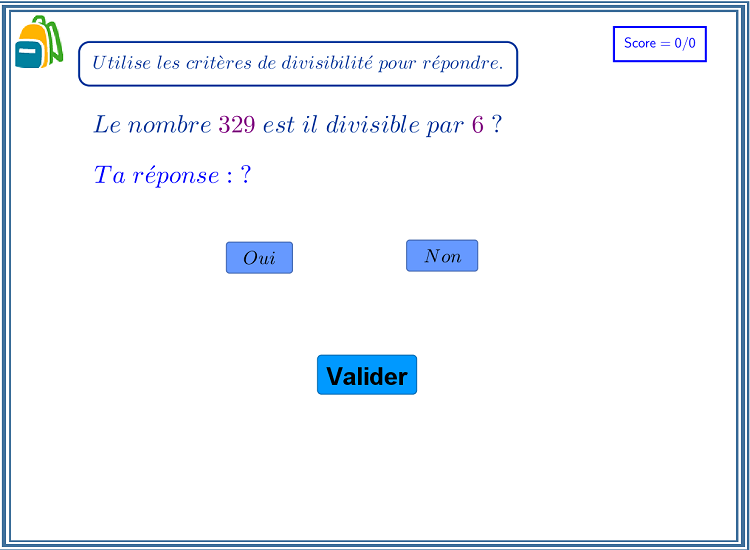 Score = 0/0
Utilise les critères de divisibilité pour répondre.
Le nombre 329 est il divisible par 6 ?
Ta réponse : ?
Oui
Non
Valider